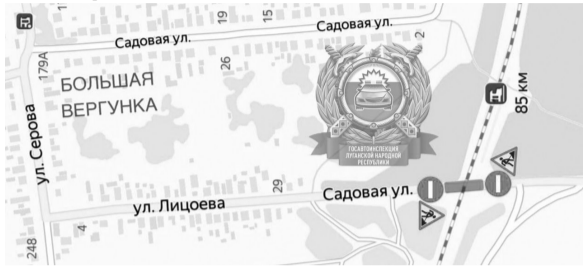 19
15
Садовая ул.
2
179А
БОЛЬШАЯ
ВЕРГУНКА
26
85 км
ул. Серова
ГОСАВТОИНСПЕКЦИЯ
ЛУГАНСКОЙ НАРОДНОЙ
РЕСПУБЛИКИ
29
Садовая ул.
ул. Лицоева
4
248